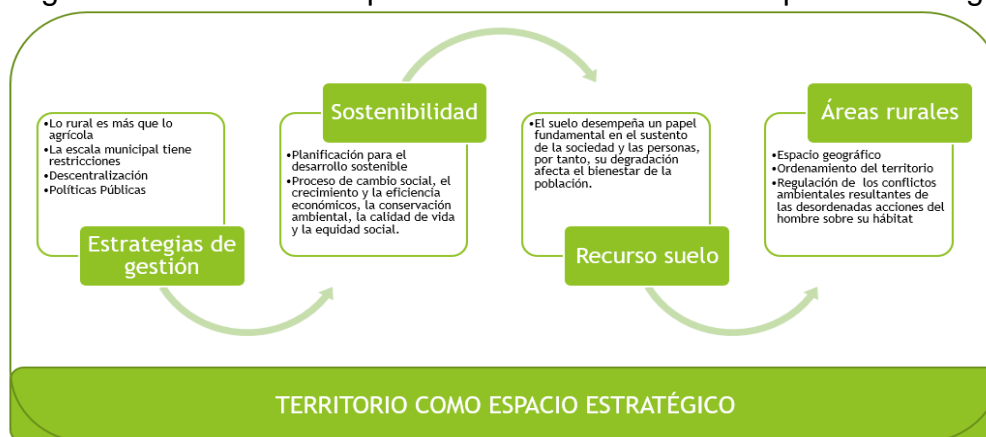 •Lo rural es más que lo
agrícola
•La escala municipal tiene
restricciones
•Descentralización
•Políticas Públicas
Estrategias de
gestión
Sostenibilidad
•Planificación para el
desarrollo sostenible
•Proceso de cambio social, el
crecimiento y la eficiencia
económicos, la conservación
ambiental, la calidad de vida
y la equidad social.
•El suelo desempeña un papel
fundamental en el sustento
de la sociedad y las personas,
por tanto, su degradación
afecta el bienestar de la
población.
Recurso suelo
Áreas rurales
•Espacio geográfico
•Ordenamiento del territorio
•Regulación de los conflictos
ambientales resultantes de
las desordenadas acciones del
hombre sobre su hábitat
TERRITORIO COMO ESPACIO ESTRATÉGICO